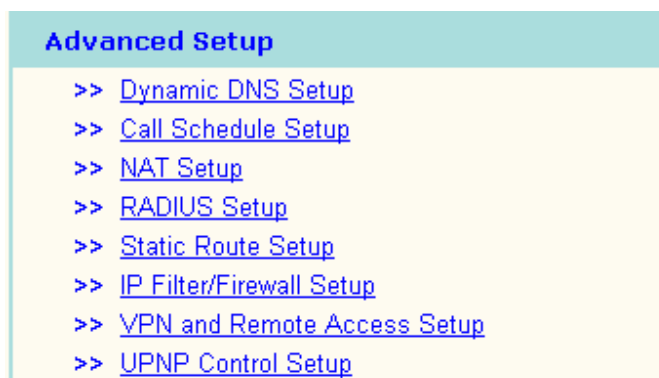 Advanced Setup
>> Dynamic DNS Setup
>> Call Schedule Setup
>> NAT Setup
>> RADIUS Setup
>> Static Route Setup
>> IP Filter/Firewall Setup
>> VPN and Remote Access Setup
>> UPNP Control Setup